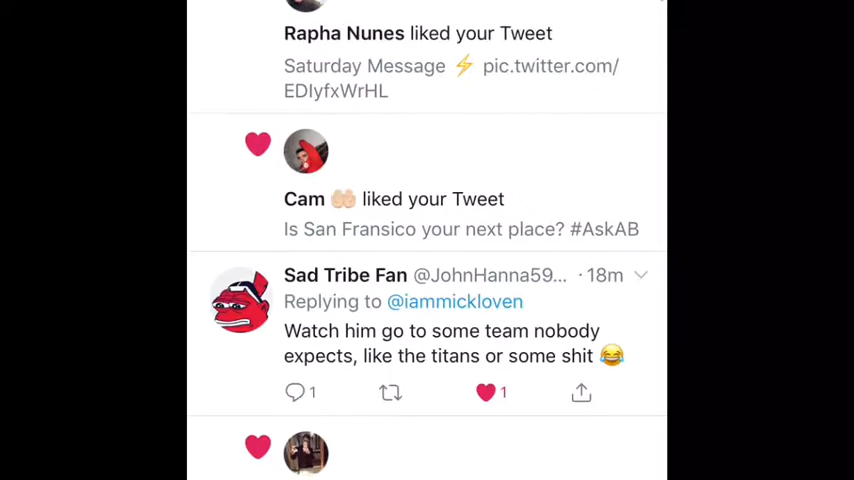 Rapha Nunes liked your Tweet
Saturday Message ⚡ pic.twitter.com/
EDIyfxWrHL
Cam 🤲🏻 liked your Tweet
Is San Fransico your next place? #AskAB
Sad Tribe Fan @JohnHanna59... · 18m
Replying to @iammickloven
Watch him go to some team nobody
expects, like the titans or some shit 😂
1 1